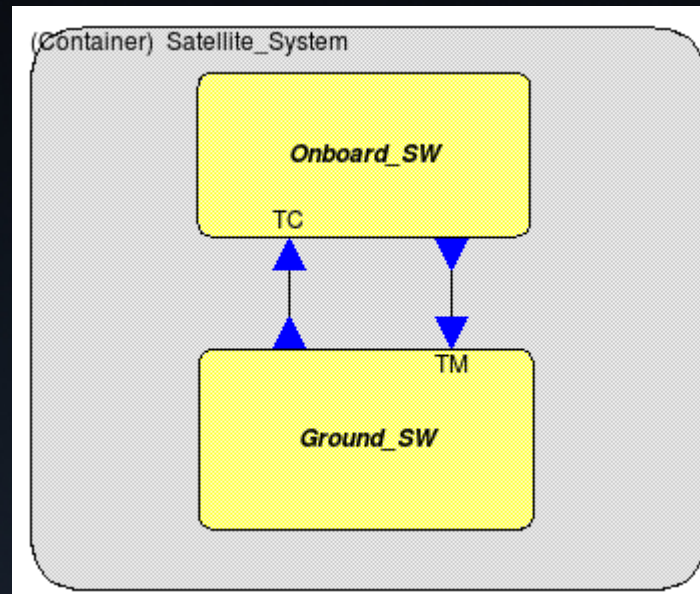 (Container) Satellite_System
Onboard_SW
TC
TM
Ground_SW